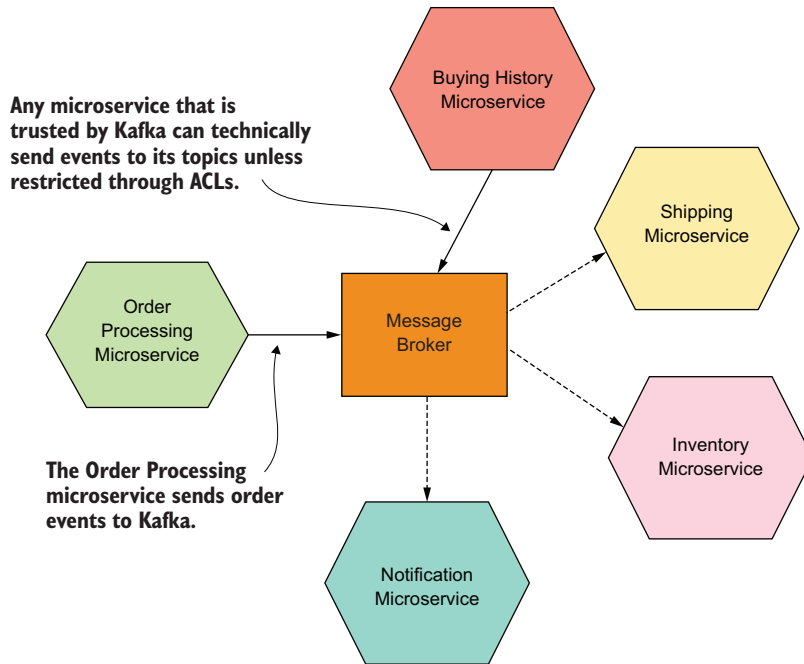 Buying History
Microservice
Any microservice that is
trusted by Kafka can technically
send events to its topics unless
restricted through ACLs.
Shipping
Microservice
Order
Processing
Microservice
Message
Broker
Inventory
Microservice
The Order Processing
microservice sends order
events to Kafka.
Notification
Microservice